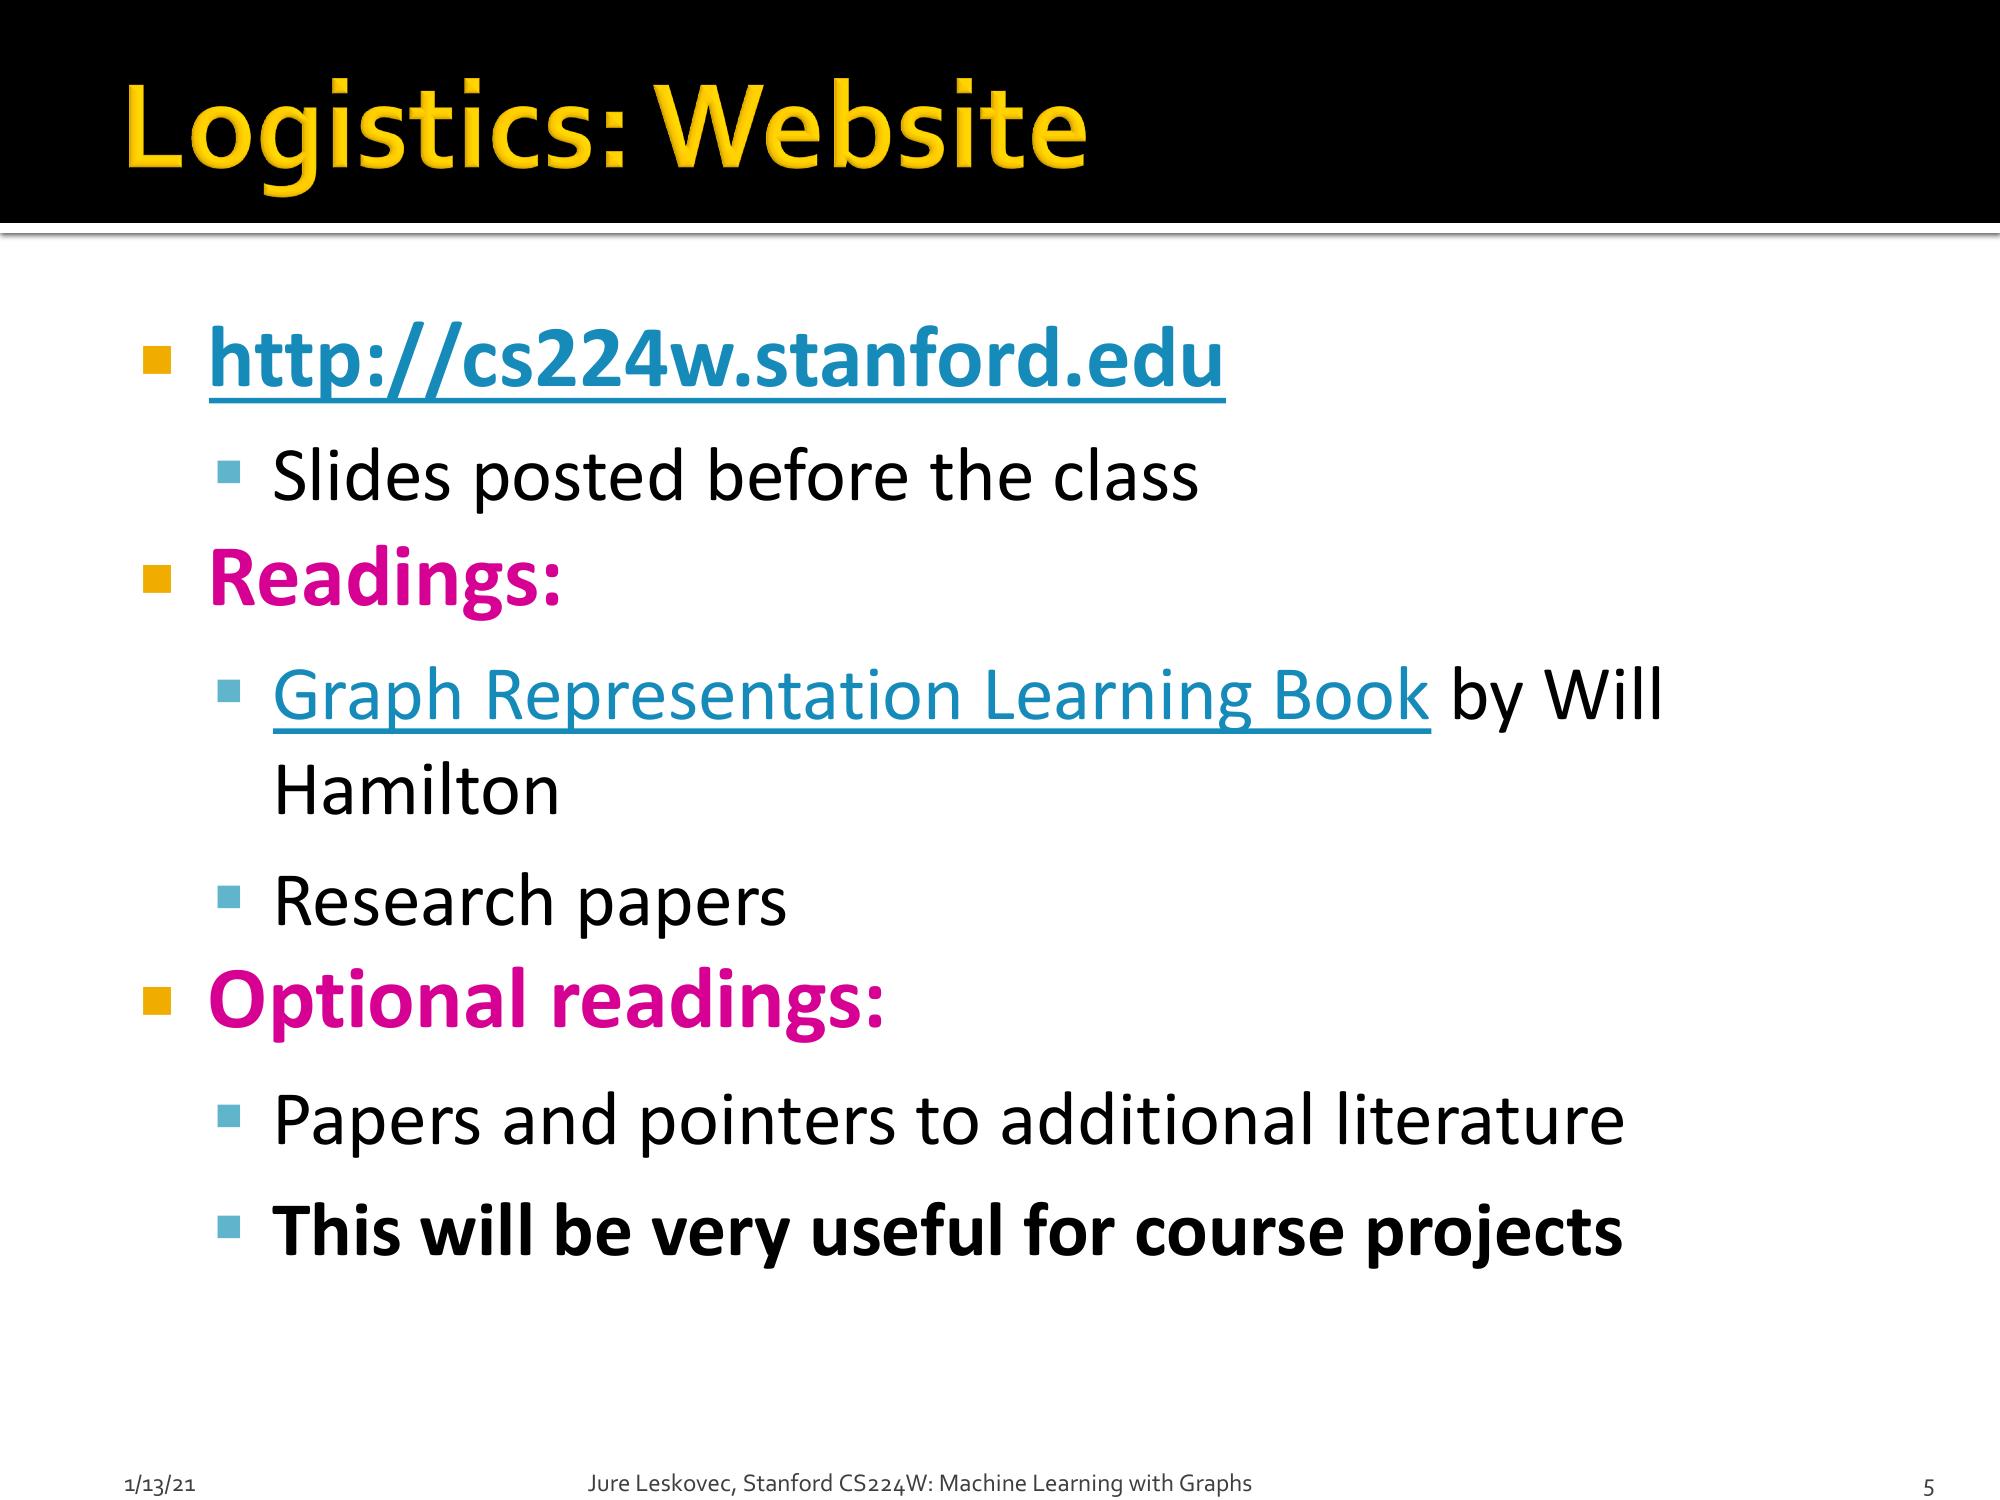 Logistics: Website
http://cs224w.stanford.edu
Slides posted before the class
Readings:
Graph Representation Learning Book by Will
Hamilton
Research papers
Optional readings:
Papers and pointers to additional literature
This will be very useful for course projects
1/13/21
Jure Leskovec, Stanford CS224W: Machine Learning with Graphs
5